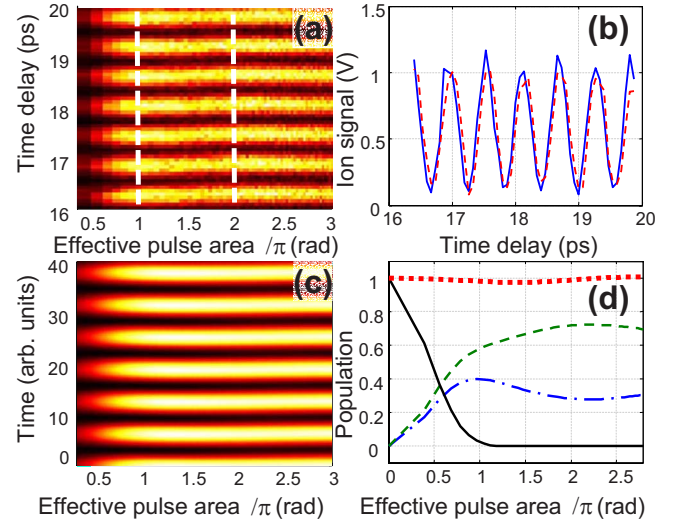 (a)
Time delay (ps)
20
19
18
17
16
0.5 1 1.5 2 2.5 3
Effective pulse area /π (rad)
(b)
Ion signal (V)
1.5
1
0.5
0
16 17 18 19 20
Time delay (ps)
(c)
Time (arb. units)
40
30
20
10
0
0.5 1 1.5 2 2.5 3
Effective pulse area /π (rad)
(d)
Population
1
0.8
0.6
0.4
0.2
0
0 0.5 1 1.5 2 2.5
Effective pulse area /π (rad)